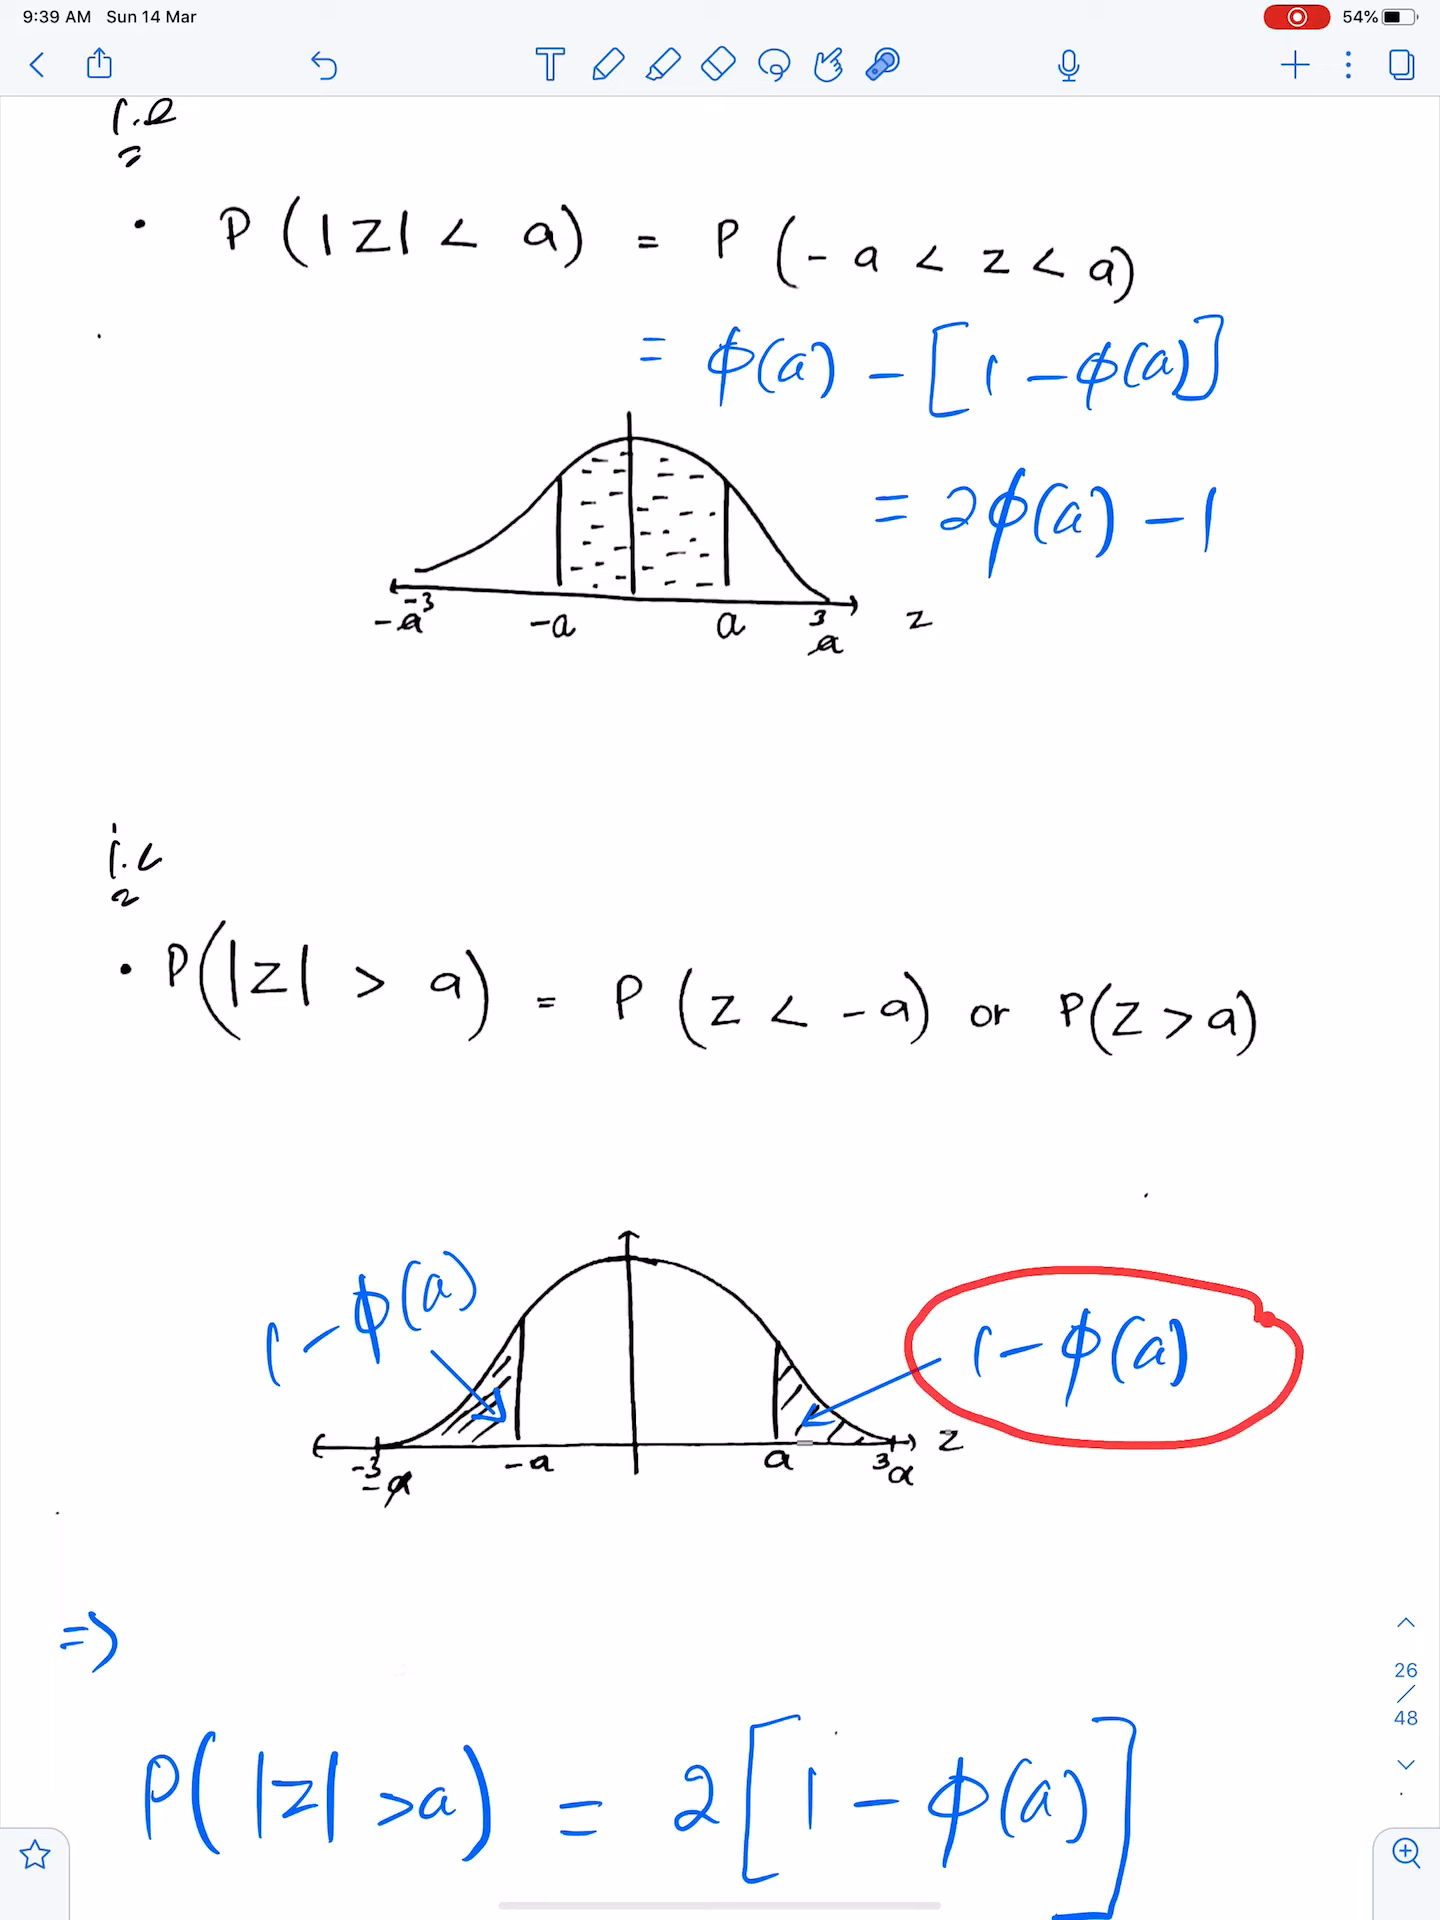 9:39 AM Sun 14 Mar 54%
i.e
P(|Z| < a) = P(-a < z < a)
= φ(a) - [1 - φ(a)]
= 2φ(a) - 1
-3 -a a 3 z
-a a
i.e
P(|Z| > a) = P(z < -a) or P(Z > a)
1 - φ(a) 1 - φ(a)
-3 -a a 3 z
-a a
⇒
P(|Z| > a) = 2[1 - φ(a)]
26
/
48